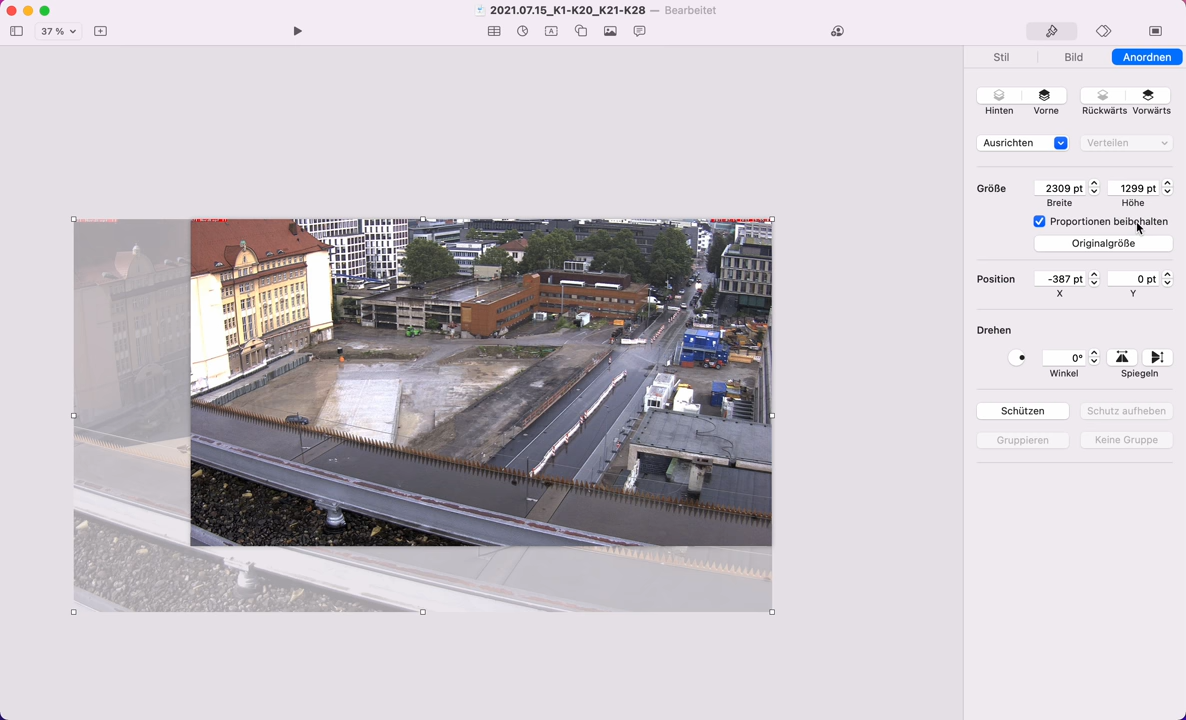 2021.07.15_K1-K20_K21-K28 — Bearbeitet
37 %
Stil
Bild
Anordnen
Hinten
Vorne
Rückwärts
Vorwärts
Ausrichten
Verteilen
Größe
2309 pt
1299 pt
Breite
Höhe
Proportionen beibehalten
Originalgröße
Position
-387 pt
0 pt
X
Y
Drehen
0°
Winkel
Spiegeln
Schützen
Schutz aufheben
Gruppieren
Keine Gruppe